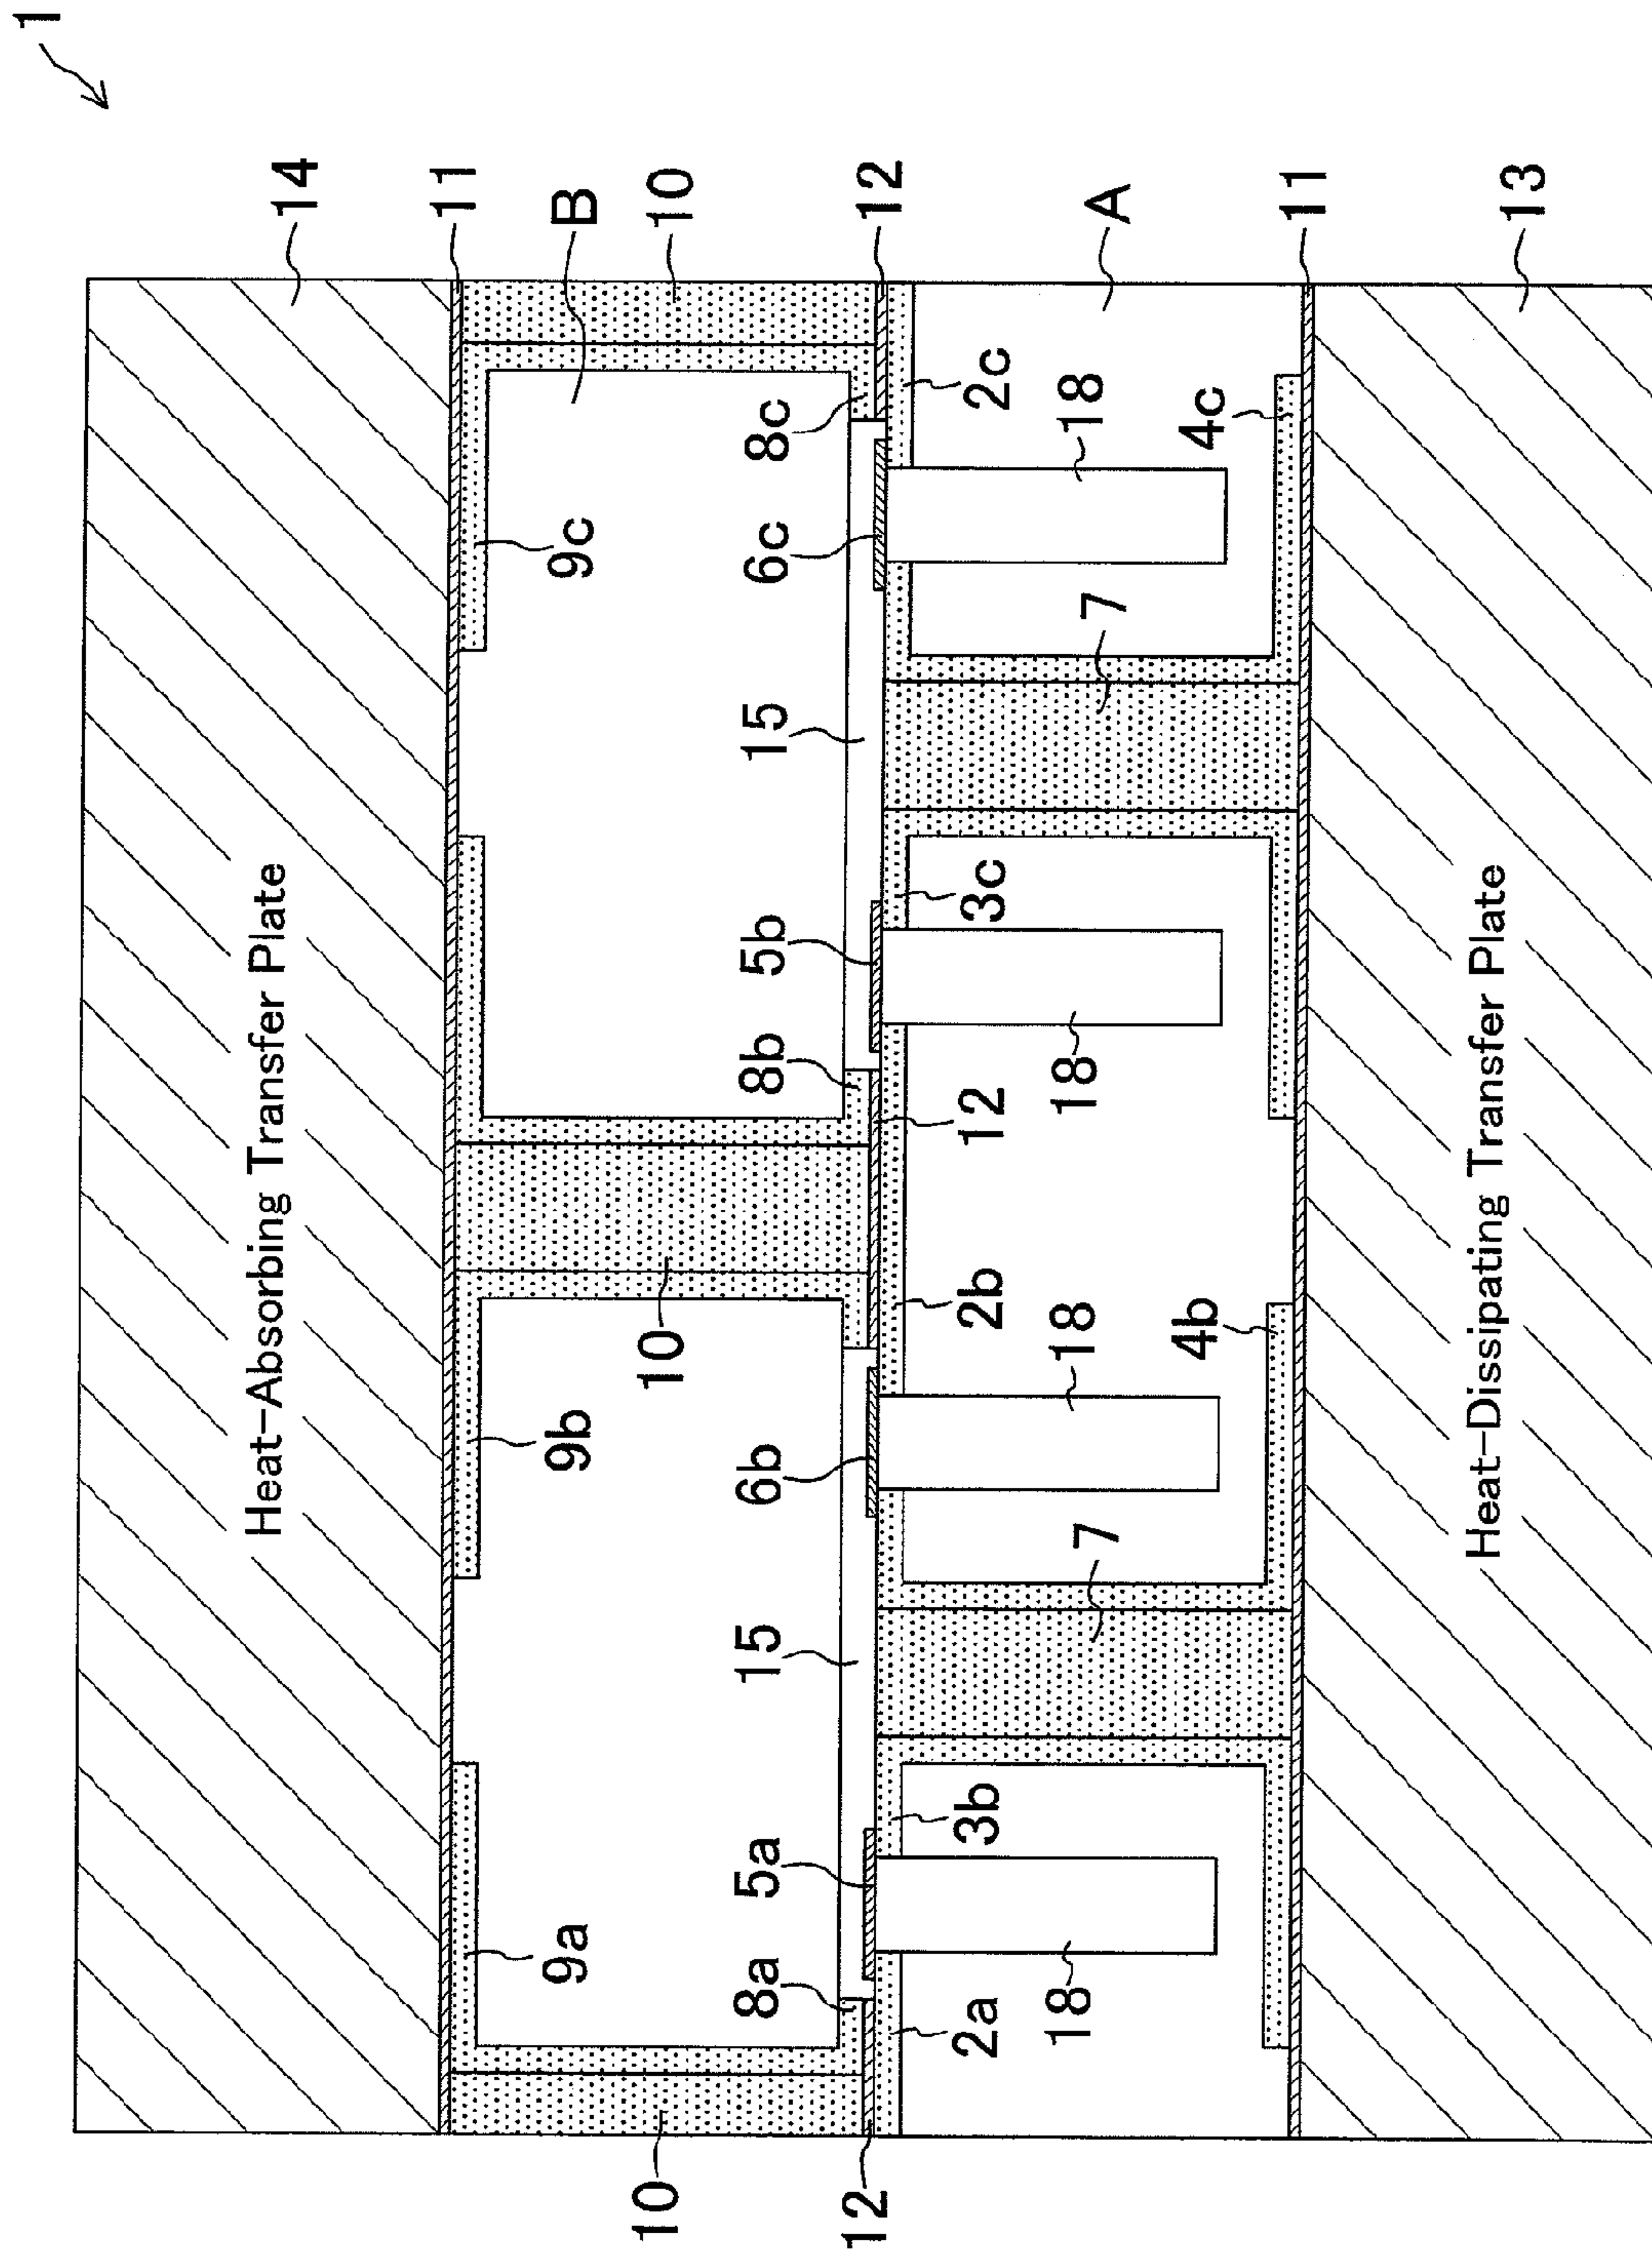 1
14
11
B
10
12
A
11
13
Heat-Absorbing Transfer Plate
9a
9b
9c
10
10
8a
5a
15
6b
8b
5b
15
6c
8c
12
12
2a
3b
2b
3c
2c
18
7
18
18
7
18
4b
4c
Heat-Dissipating Transfer Plate